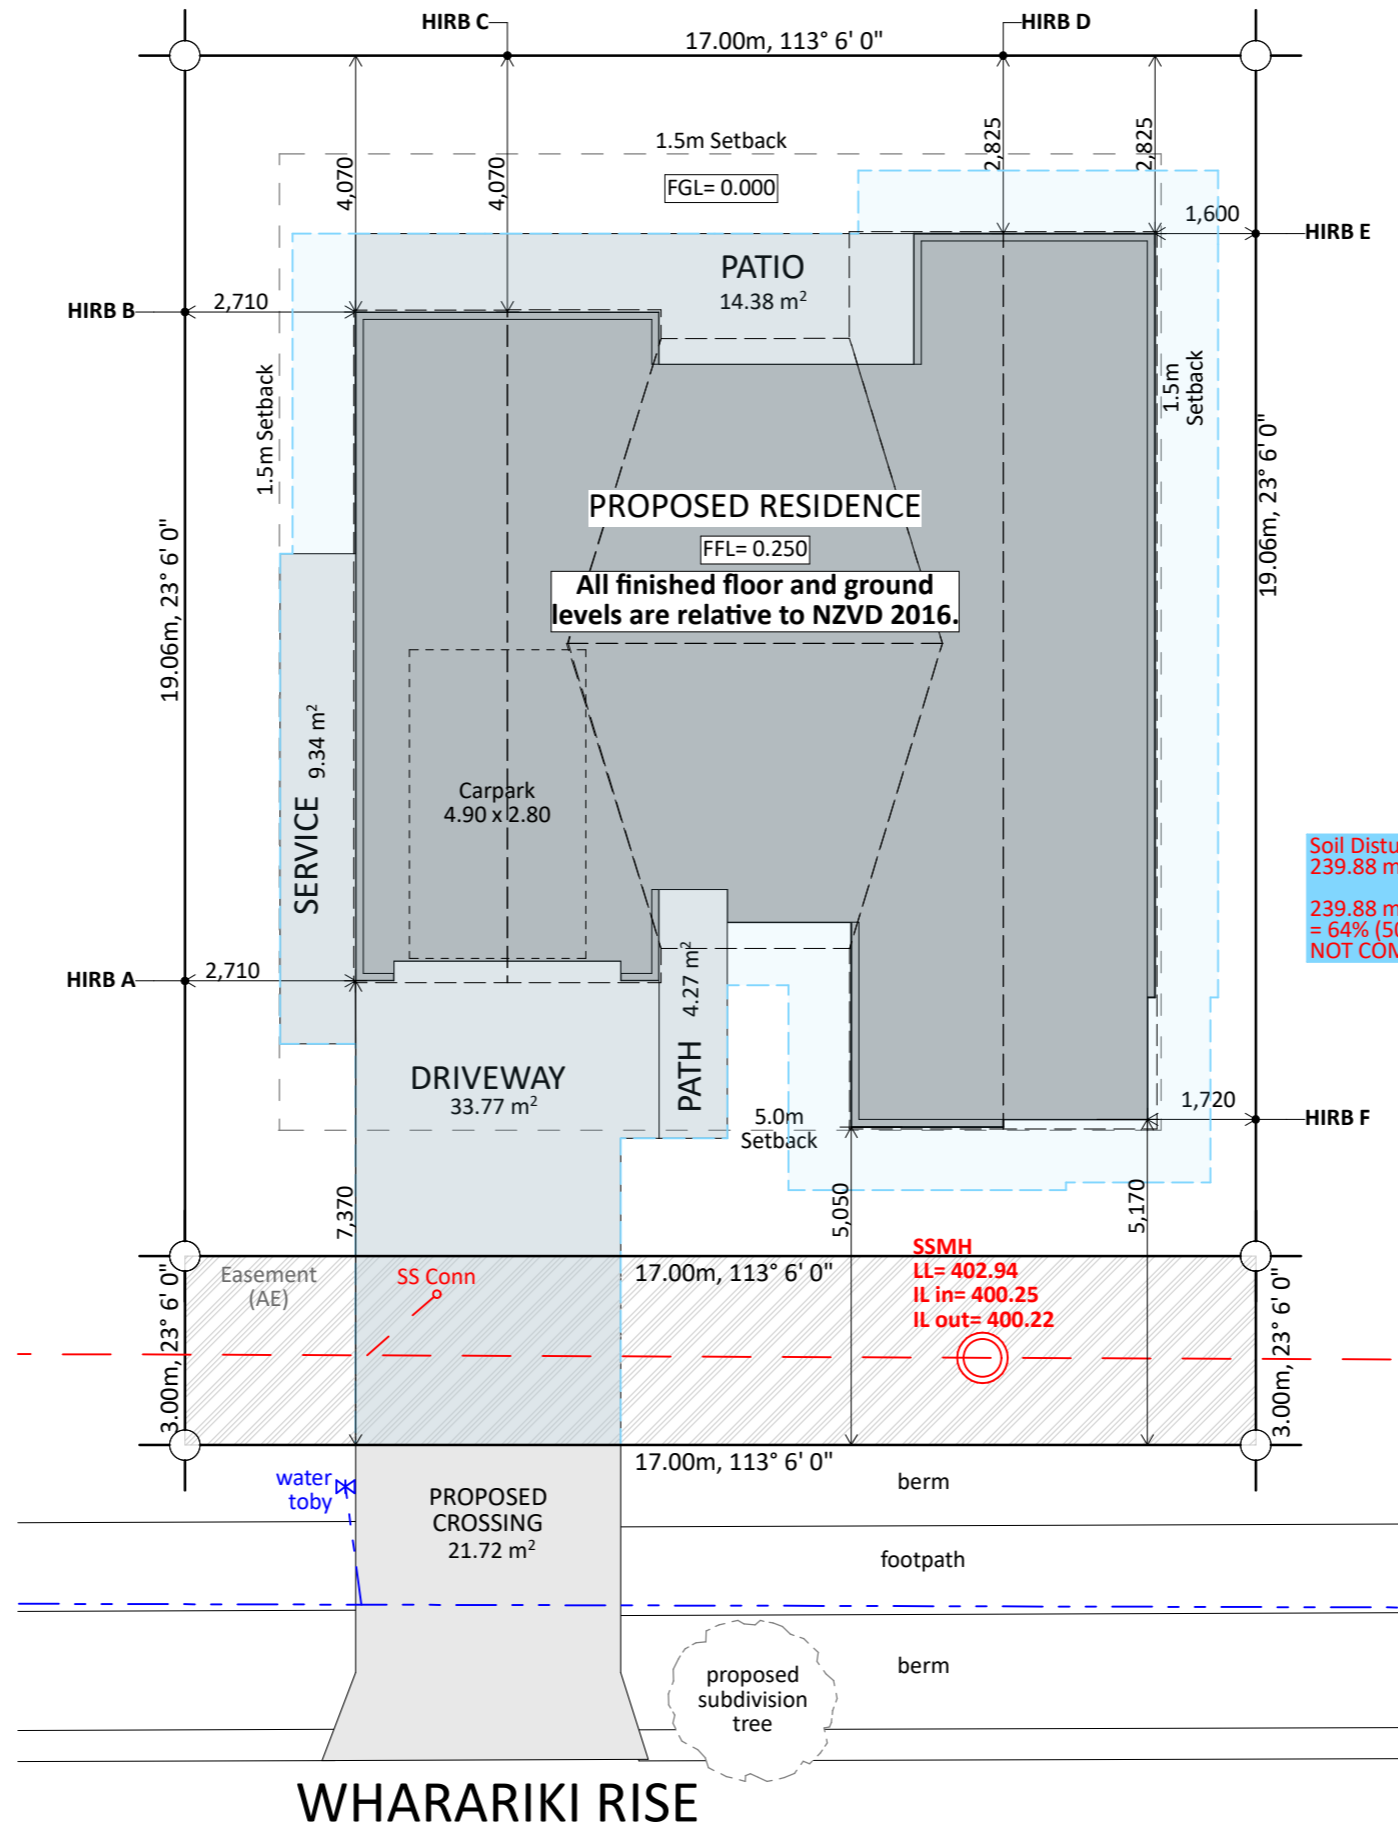 HIRB C
HIRB D
17.00m, 113° 6' 0"
4,070
4,070
2,825
2,825
1.5m Setback
FGL= 0.000
1,600
HIRB E
PATIO
14.38 m²
HIRB B
2,710
1.5m Setback
1.5m
Setback
19.06m, 23° 6' 0"
19.06m, 23° 6' 0"
PROPOSED RESIDENCE
FFL= 0.250
All finished floor and ground
levels are relative to NZVD 2016.
SERVICE 9.34 m²
Carpark
4.90 x 2.80
Soil Distu
239.88 m
239.88 m
= 64% (50
NOT COM
HIRB A
2,710
PATH 4.27 m²
DRIVEWAY
33.77 m²
5.0m
Setback
1,720
HIRB F
7,370
5,050
5,170
Easement
(AE)
SS Conn
17.00m, 113° 6' 0"
SSMH
LL= 402.94
IL in= 400.25
IL out= 400.22
3.00m, 23° 6' 0"
3.00m, 23° 6' 0"
17.00m, 113° 6' 0"
water
toby
PROPOSED
CROSSING
21.72 m²
berm
footpath
berm
proposed
subdivision
tree
WHARARIKI RISE